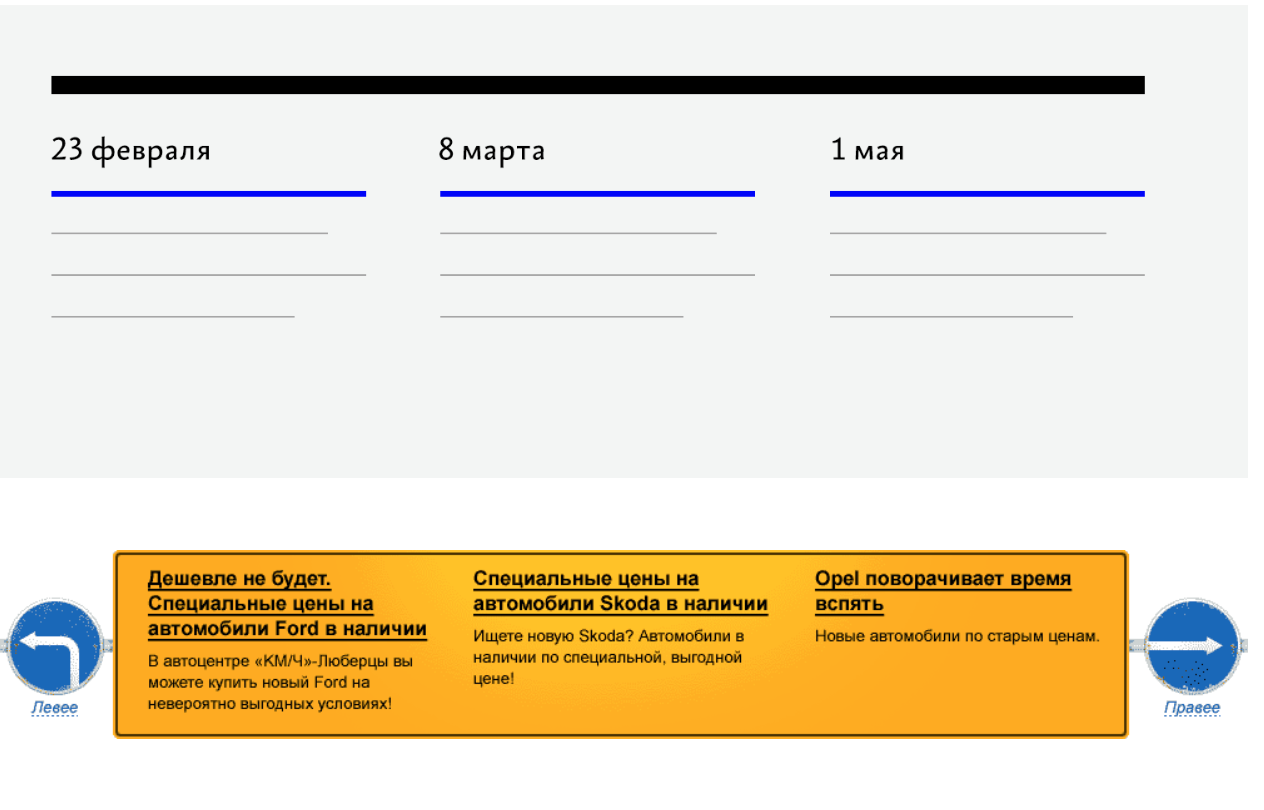 23 февраля
8 марта
1 мая
Дешевле не будет.
Специальные цены на
автомобили Ford в наличии
В автоцентре «КМ/Ч»-Люберцы вы
можете купить новый Ford на
невероятно выгодных условиях!
Специальные цены на
автомобили Skoda в наличии
Ищете новую Skoda? Автомобили в
наличии по специальной, выгодной
цене!
Opel поворачивает время
вспять
Новые автомобили по старым ценам.
Левее
Правее